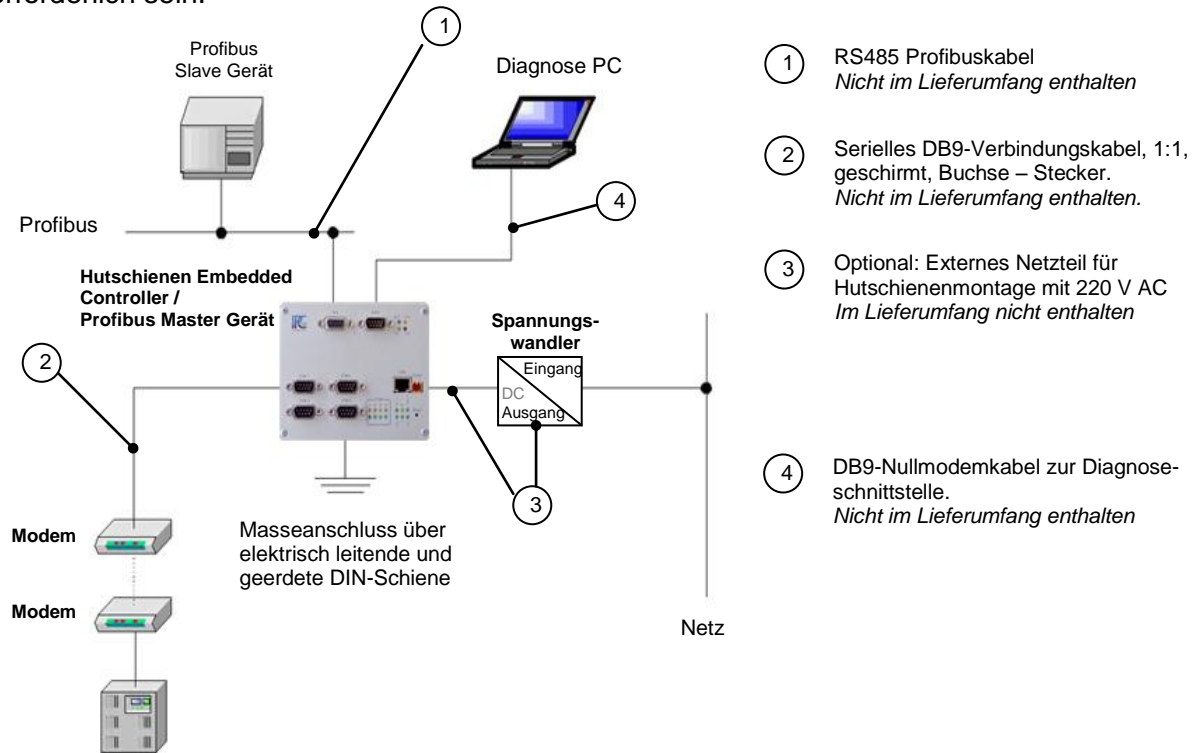 erforderlich sein.
1
Profibus
Slave Gerät
Diagnose PC
4
Profibus
Hutschienen Embedded
Controller /
Profibus Master Gerät
Spannungs-
wandler
Eingang
DC
Ausgang
2
3
Modem
Masseanschluss über
elektrisch leitende und
geerdete DIN-Schiene
Modem
Netz
1
RS485 Profibuskabel
Nicht im Lieferumfang enthalten
2
Serielles DB9-Verbindungskabel, 1:1,
geschirmt, Buchse – Stecker.
Nicht im Lieferumfang enthalten.
3
Optional: Externes Netzteil für
Hutschienenmontage mit 220 V AC
Im Lieferumfang nicht enthalten
4
DB9-Nullmodemkabel zur Diagnose-
schnittstelle.
Nicht im Lieferumfang enthalten